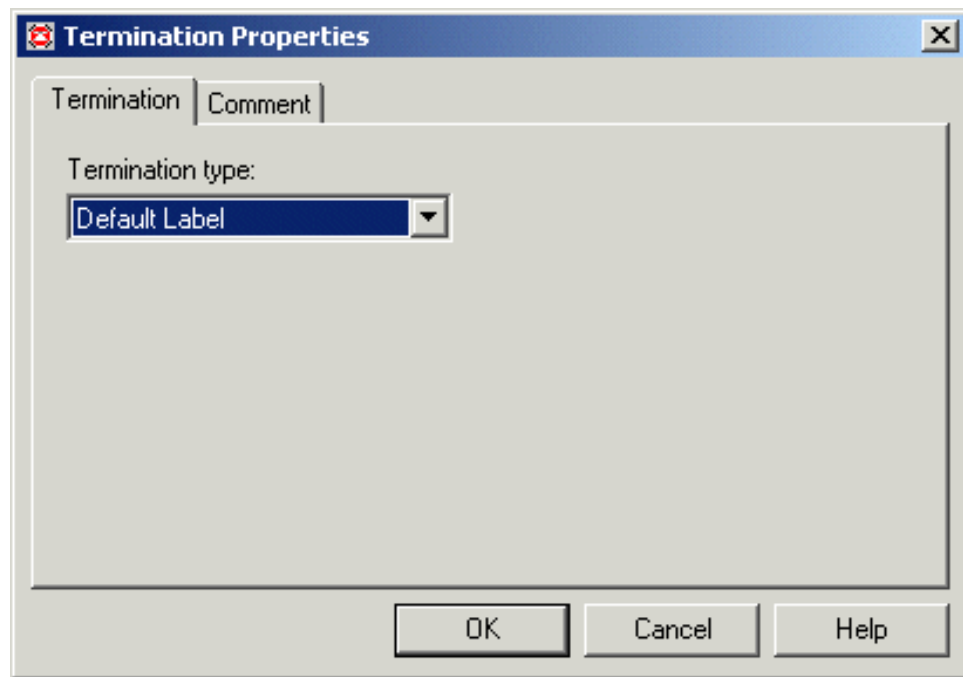 Termination Properties
Termination Comment
Termination type:
Default Label
OK Cancel Help